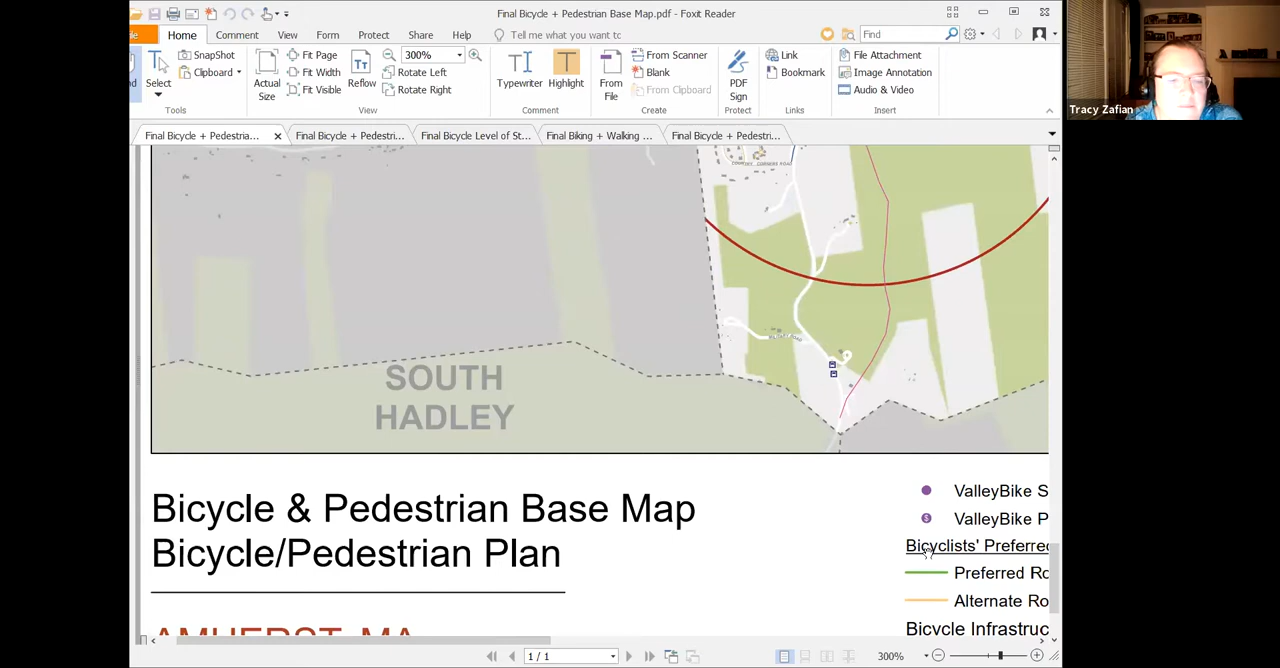 Final Bicycle + Pedestrian Base Map.pdf - Foxit Reader
Home Comment View Form Protect Share Help Tell me what you want tc Find
SnapShot
Clipboard
Select
Tools
Actual Size
Fit Page
Fit Width
Fit Visible
Reflow
300%
Rotate Left
Rotate Right
View
Typewriter Highlight
Comment
From File
From Scanner
Blank
From Clipboard
Create
PDF Sign
Protect
Link
Bookmark
Links
File Attachment
Image Annotation
Audio & Video
Insert
Tracy Zafian
Final Bicycle + Pedestria... Final Bicycle + Pedestri... Final Bicycle Level of St... Final Biking + Walking ... Final Bicycle + Pedestri...
SOUTH
HADLEY
Bicycle & Pedestrian Base Map
Bicycle/Pedestrian Plan
AMHERST, MA
ValleyBike S
ValleyBike P
Bicyclists' Preferred
Preferred Ro
Alternate Ro
Bicycle Infrastruc
1 / 1
300%